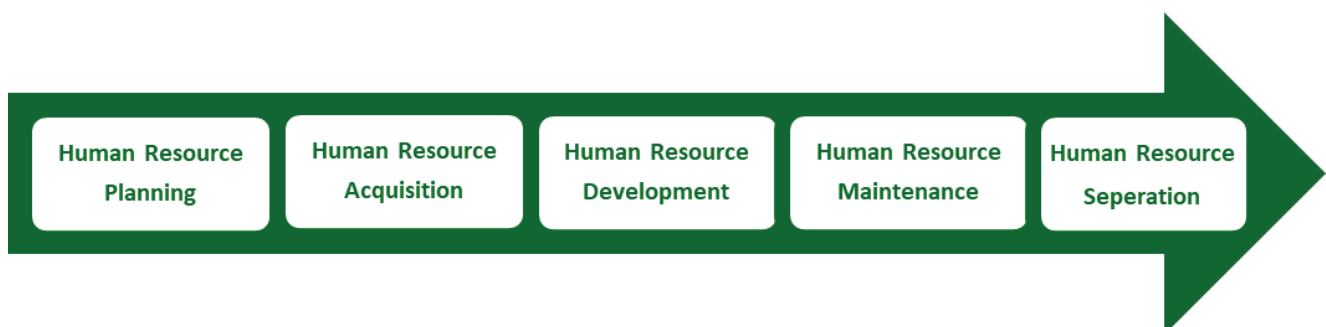 Human Resource
Planning
Human Resource
Acquisition
Human Resource
Development
Human Resource
Maintenance
Human Resource
Seperation